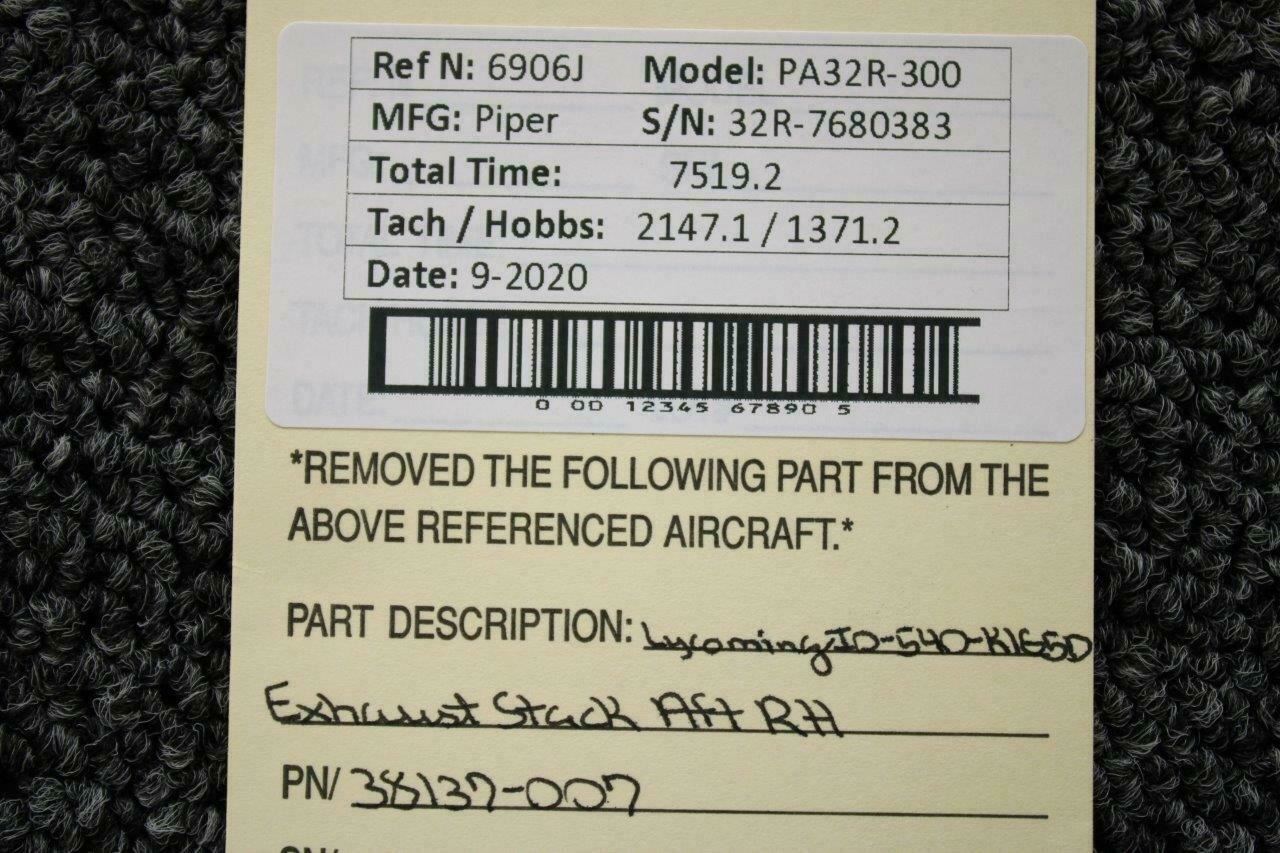 Ref N: 6906J Model: PA32R-300
MFG: Piper S/N: 32R-7680383
Total Time: 7519.2
Tach / Hobbs: 2147.1 / 1371.2
Date: 9-2020
0 00 12345 67890 5
*REMOVED THE FOLLOWING PART FROM THE
ABOVE REFERENCED AIRCRAFT.*
PART DESCRIPTION: Lycoming IO-540-K1G5D
Exhaust Stack Aft RH
PN/ 38137-007